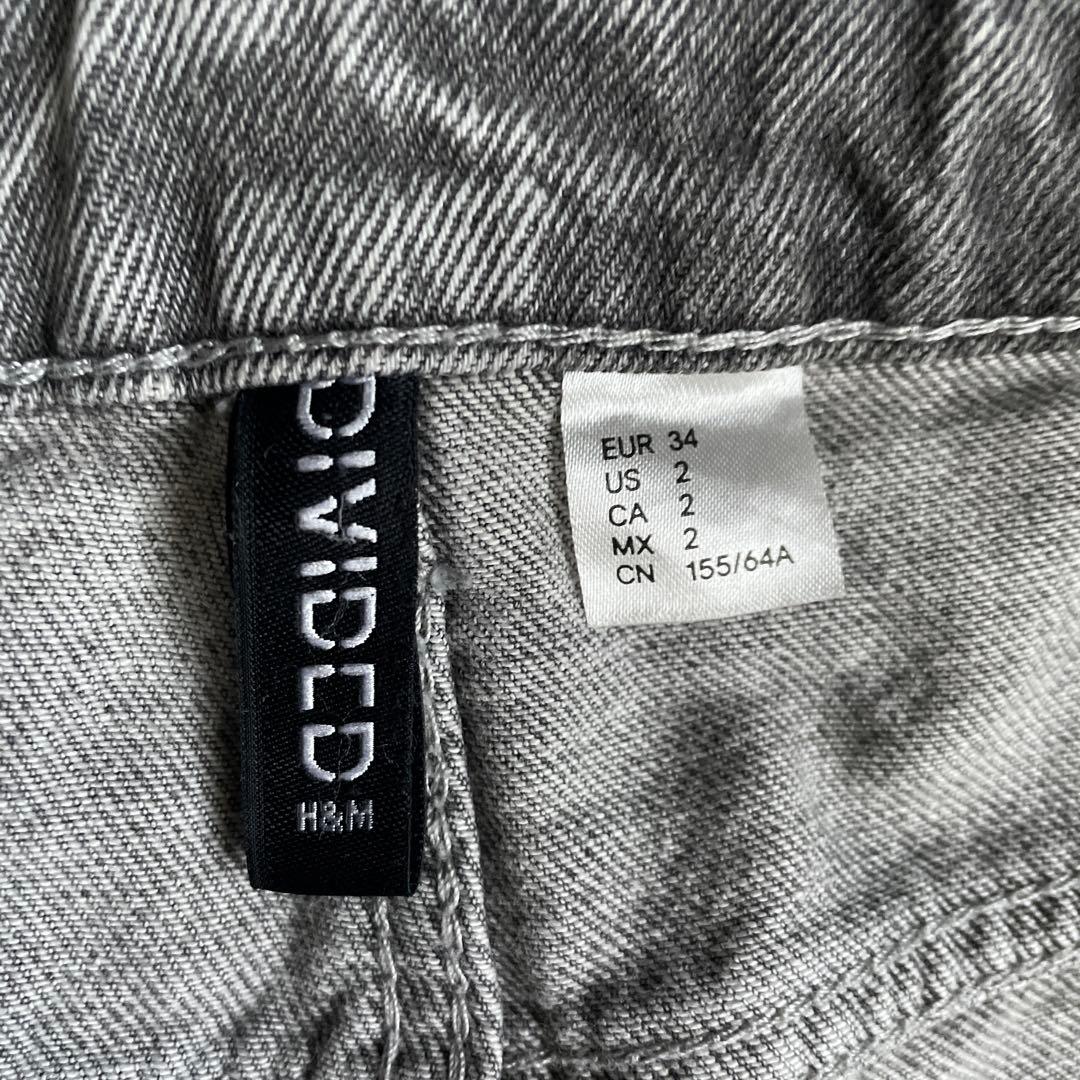 DIVIDED
H&M
EUR 34
US 2
CA 2
MX 2
CN 155/64A